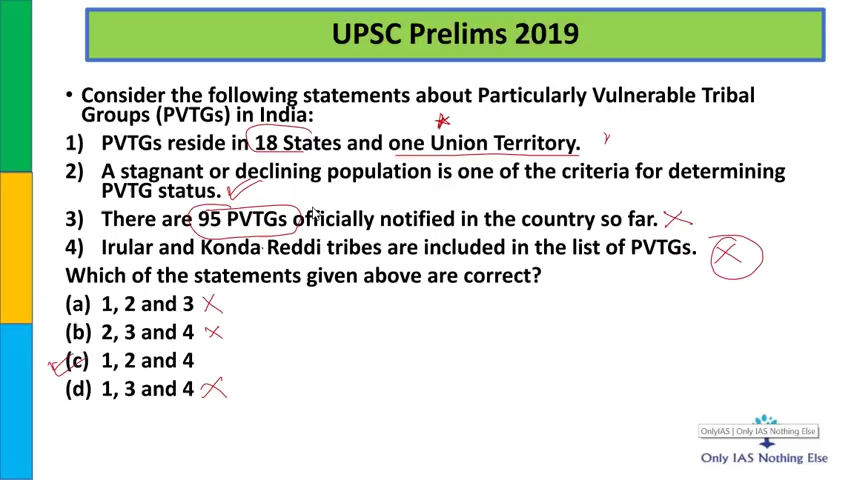 UPSC Prelims 2019
• Consider the following statements about Particularly Vulnerable Tribal
Groups (PVTGs) in India:
1) PVTGs reside in 18 States and one Union Territory.
2) A stagnant or declining population is one of the criteria for determining
PVTG status.
3) There are 95 PVTGs officially notified in the country so far.
4) Irular and Konda Reddi tribes are included in the list of PVTGs.
Which of the statements given above are correct?
(a) 1, 2 and 3
(b) 2, 3 and 4
(c) 1, 2 and 4
(d) 1, 3 and 4
OnlyIAS | Only IAS Nothing Else
Only IAS Nothing Else